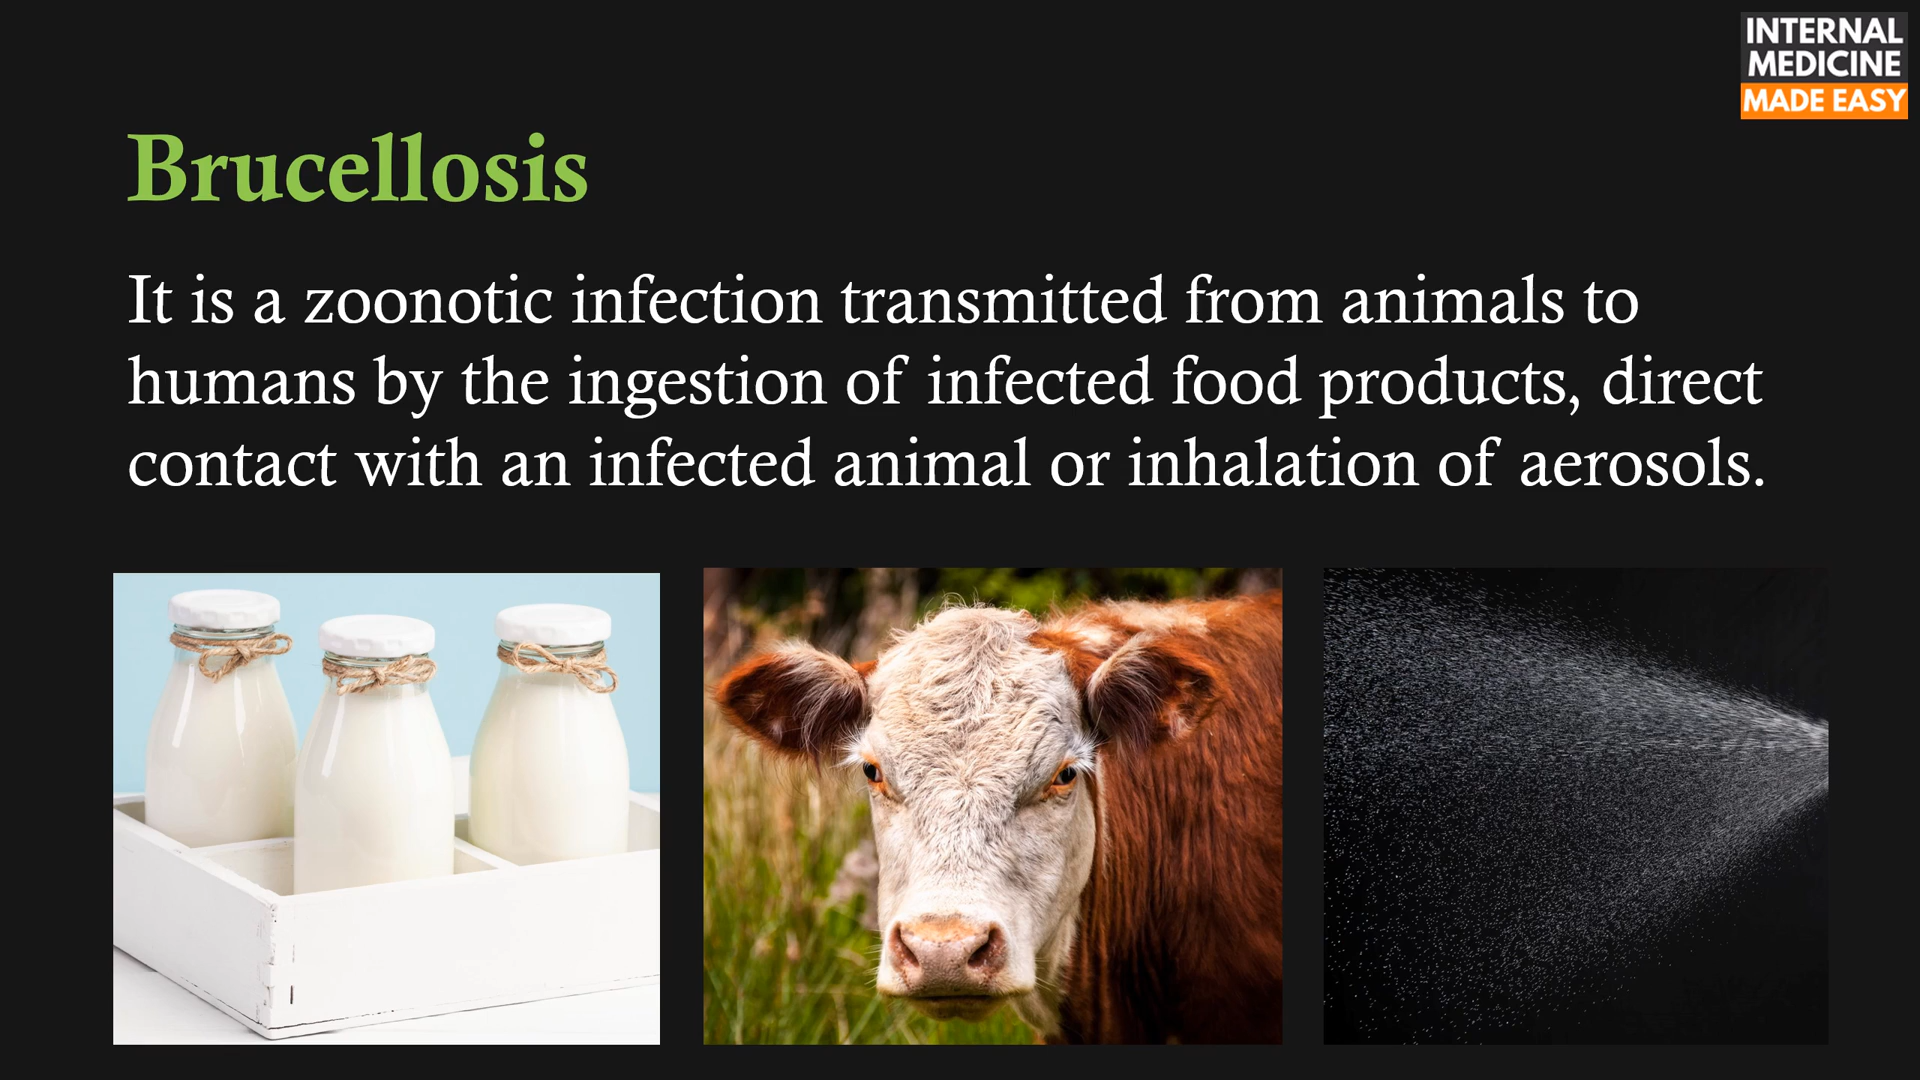 INTERNAL
MEDICINE
MADE EASY
Brucellosis
It is a zoonotic infection transmitted from animals to
humans by the ingestion of infected food products, direct
contact with an infected animal or inhalation of aerosols.